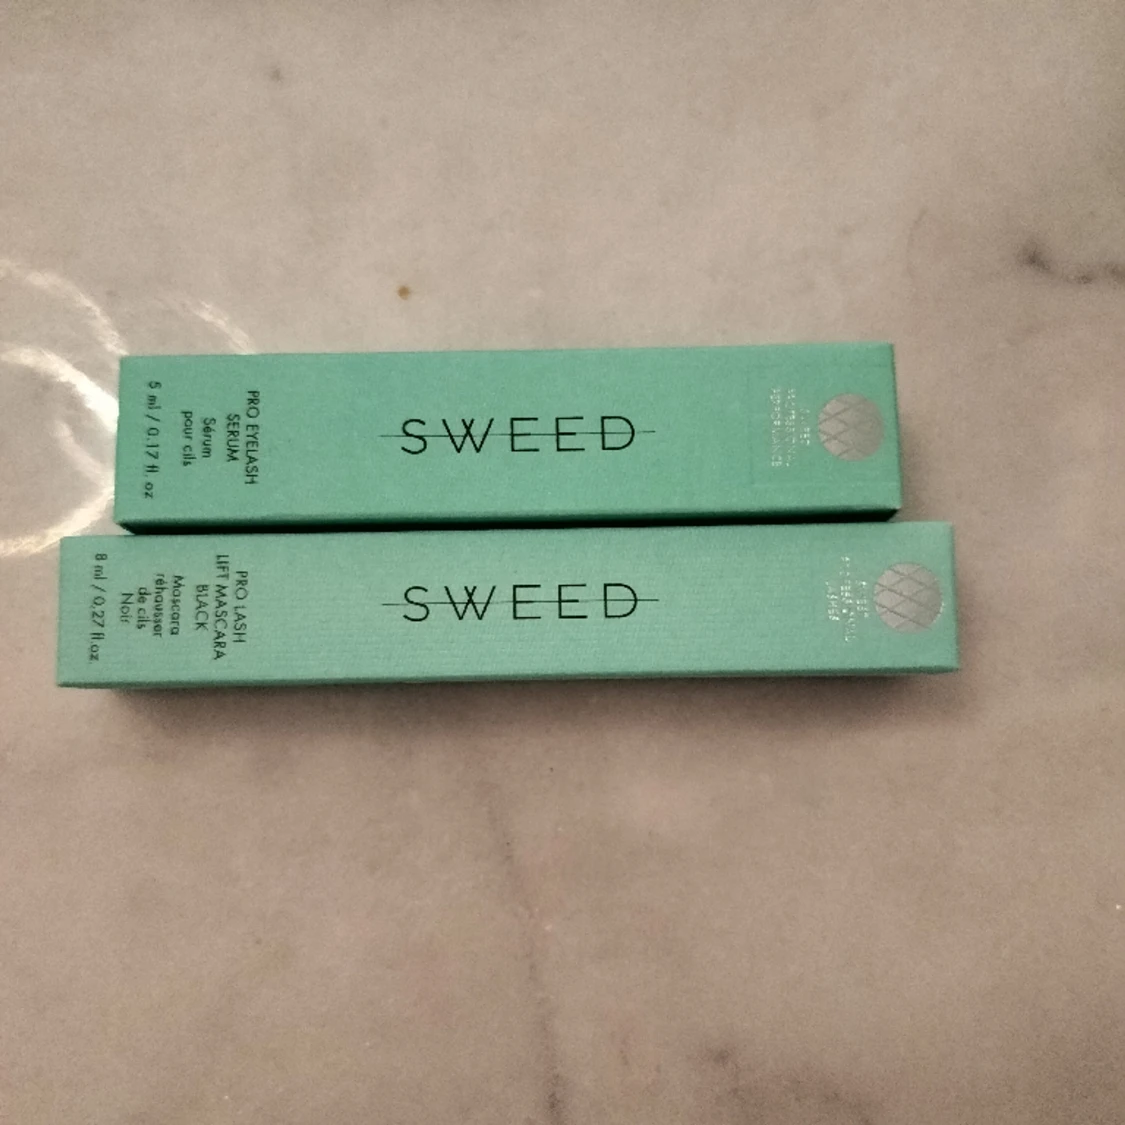 SWEED
PRO EYELASH
SERUM
Sérum
pour cils
5 ml / 0.17 fl. oz
SWEED
PRO LASH
LIFT MASCARA
BLACK
Mascara
réhausser
de cils
Noir
8 ml / 0.27 fl.oz